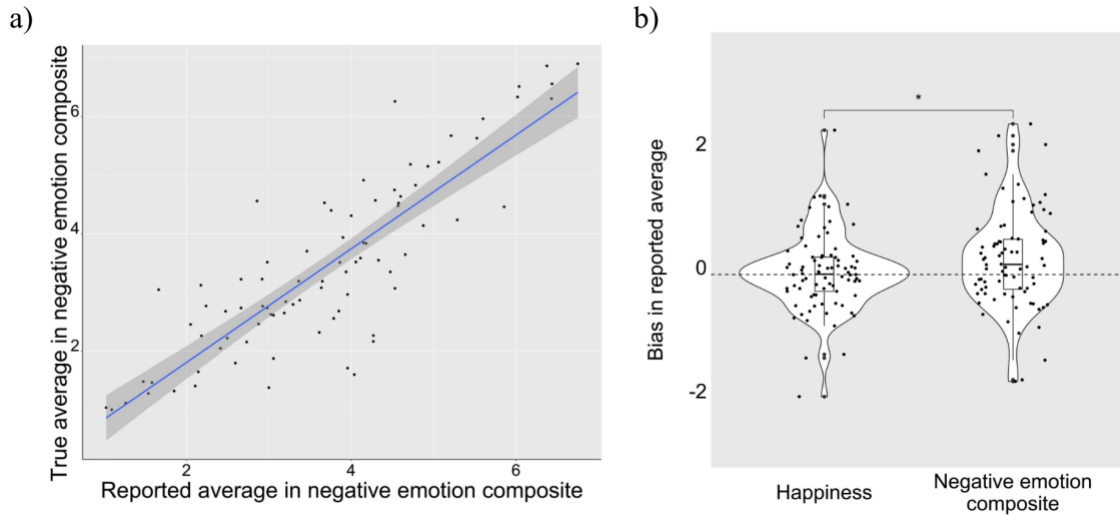 a)
True average in negative emotion composite
6
4
2
2 4 6
Reported average in negative emotion composite
b)
Bias in reported average
*
2
0
-2
Happiness
Negative emotion
composite